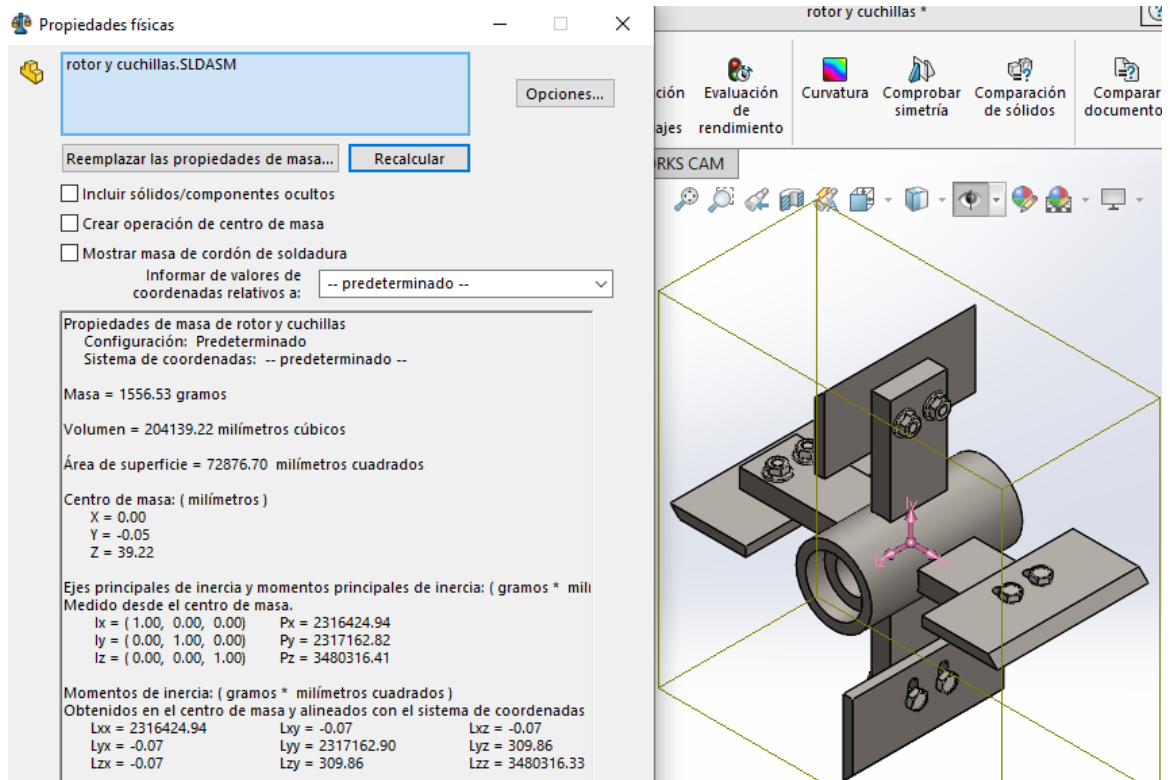 Propiedades físicas
rotor y cuchillas *
rotor y cuchillas.SLDASM
Opciones...
Reemplazar las propiedades de masa...
Recalcular
Incluir sólidos/componentes ocultos
Crear operación de centro de masa
Mostrar masa de cordón de soldadura
Informar de valores de
coordenadas relativos a:
-- predeterminado --
Propiedades de masa de rotor y cuchillas
Configuración: Predeterminado
Sistema de coordenadas: -- predeterminado --
Masa = 1556.53 gramos
Volumen = 204139.22 milímetros cúbicos
Área de superficie = 72876.70 milímetros cuadrados
Centro de masa: ( milímetros )
X = 0.00
Y = -0.05
Z = 39.22
Ejes principales de inercia y momentos principales de inercia: ( gramos * mili
Medido desde el centro de masa.
Ix = ( 1.00, 0.00, 0.00) Px = 2316424.94
Iy = ( 0.00, 1.00, 0.00) Py = 2317162.82
Iz = ( 0.00, 0.00, 1.00) Pz = 3480316.41
Momentos de inercia: ( gramos * milímetros cuadrados )
Obtenidos en el centro de masa y alineados con el sistema de coordenadas
Lxx = 2316424.94 Lxy = -0.07 Lxz = -0.07
Lyx = -0.07 Lyy = 2317162.90 Lyz = 309.86
Lzx = -0.07 Lzy = 309.86 Lzz = 3480316.33
ción
ajes
Evaluación
de
rendimiento
Curvatura
Comprobar
simetría
Comparación
de sólidos
Comparar
documento
RKS CAM
Iy
Iz